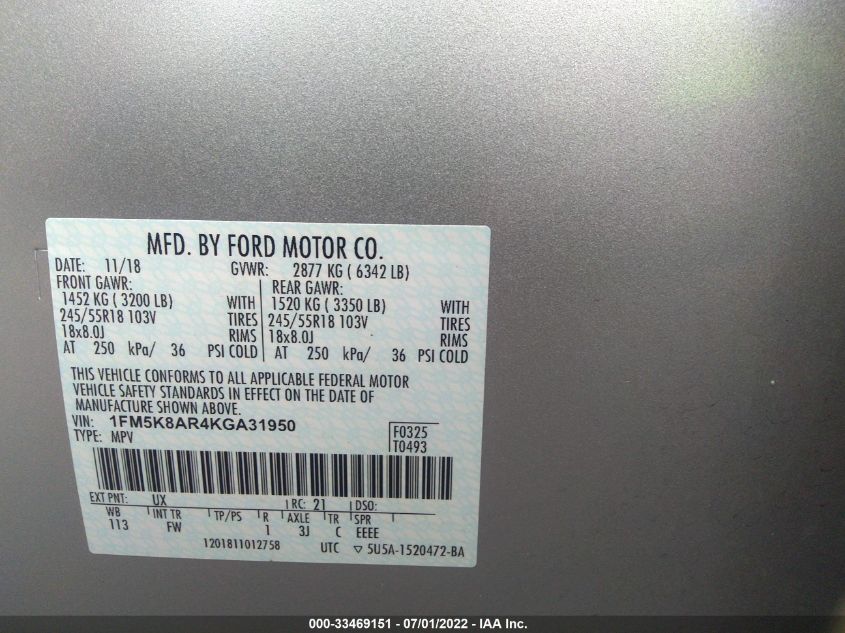 MFD. BY FORD MOTOR CO.
DATE: 11/18 GVWR: 2877 KG ( 6342 LB)
FRONT GAWR: REAR GAWR:
1452 KG ( 3200 LB) WITH 1520 KG ( 3350 LB) WITH
245/55R18 103V TIRES 245/55R18 103V TIRES
18x8.0J RIMS 18x8.0J RIMS
AT 250 kPa/ 36 PSI COLD AT 250 kPa/ 36 PSI COLD
THIS VEHICLE CONFORMS TO ALL APPLICABLE FEDERAL MOTOR
VEHICLE SAFETY STANDARDS IN EFFECT ON THE DATE OF
MANUFACTURE SHOWN ABOVE.
VIN: 1FM5K8AR4KGA31950 F0325
TYPE: MPV T0493
EXT PNT: UX RC: 21 DSO:
WB INT TR TP/PS R AXLE TR SPR
113 FW 1 3J C EEEE
1201811012758 UTC ▽ 5U5A-1520472-BA
000-33469151 - 07/01/2022 - IAA Inc.